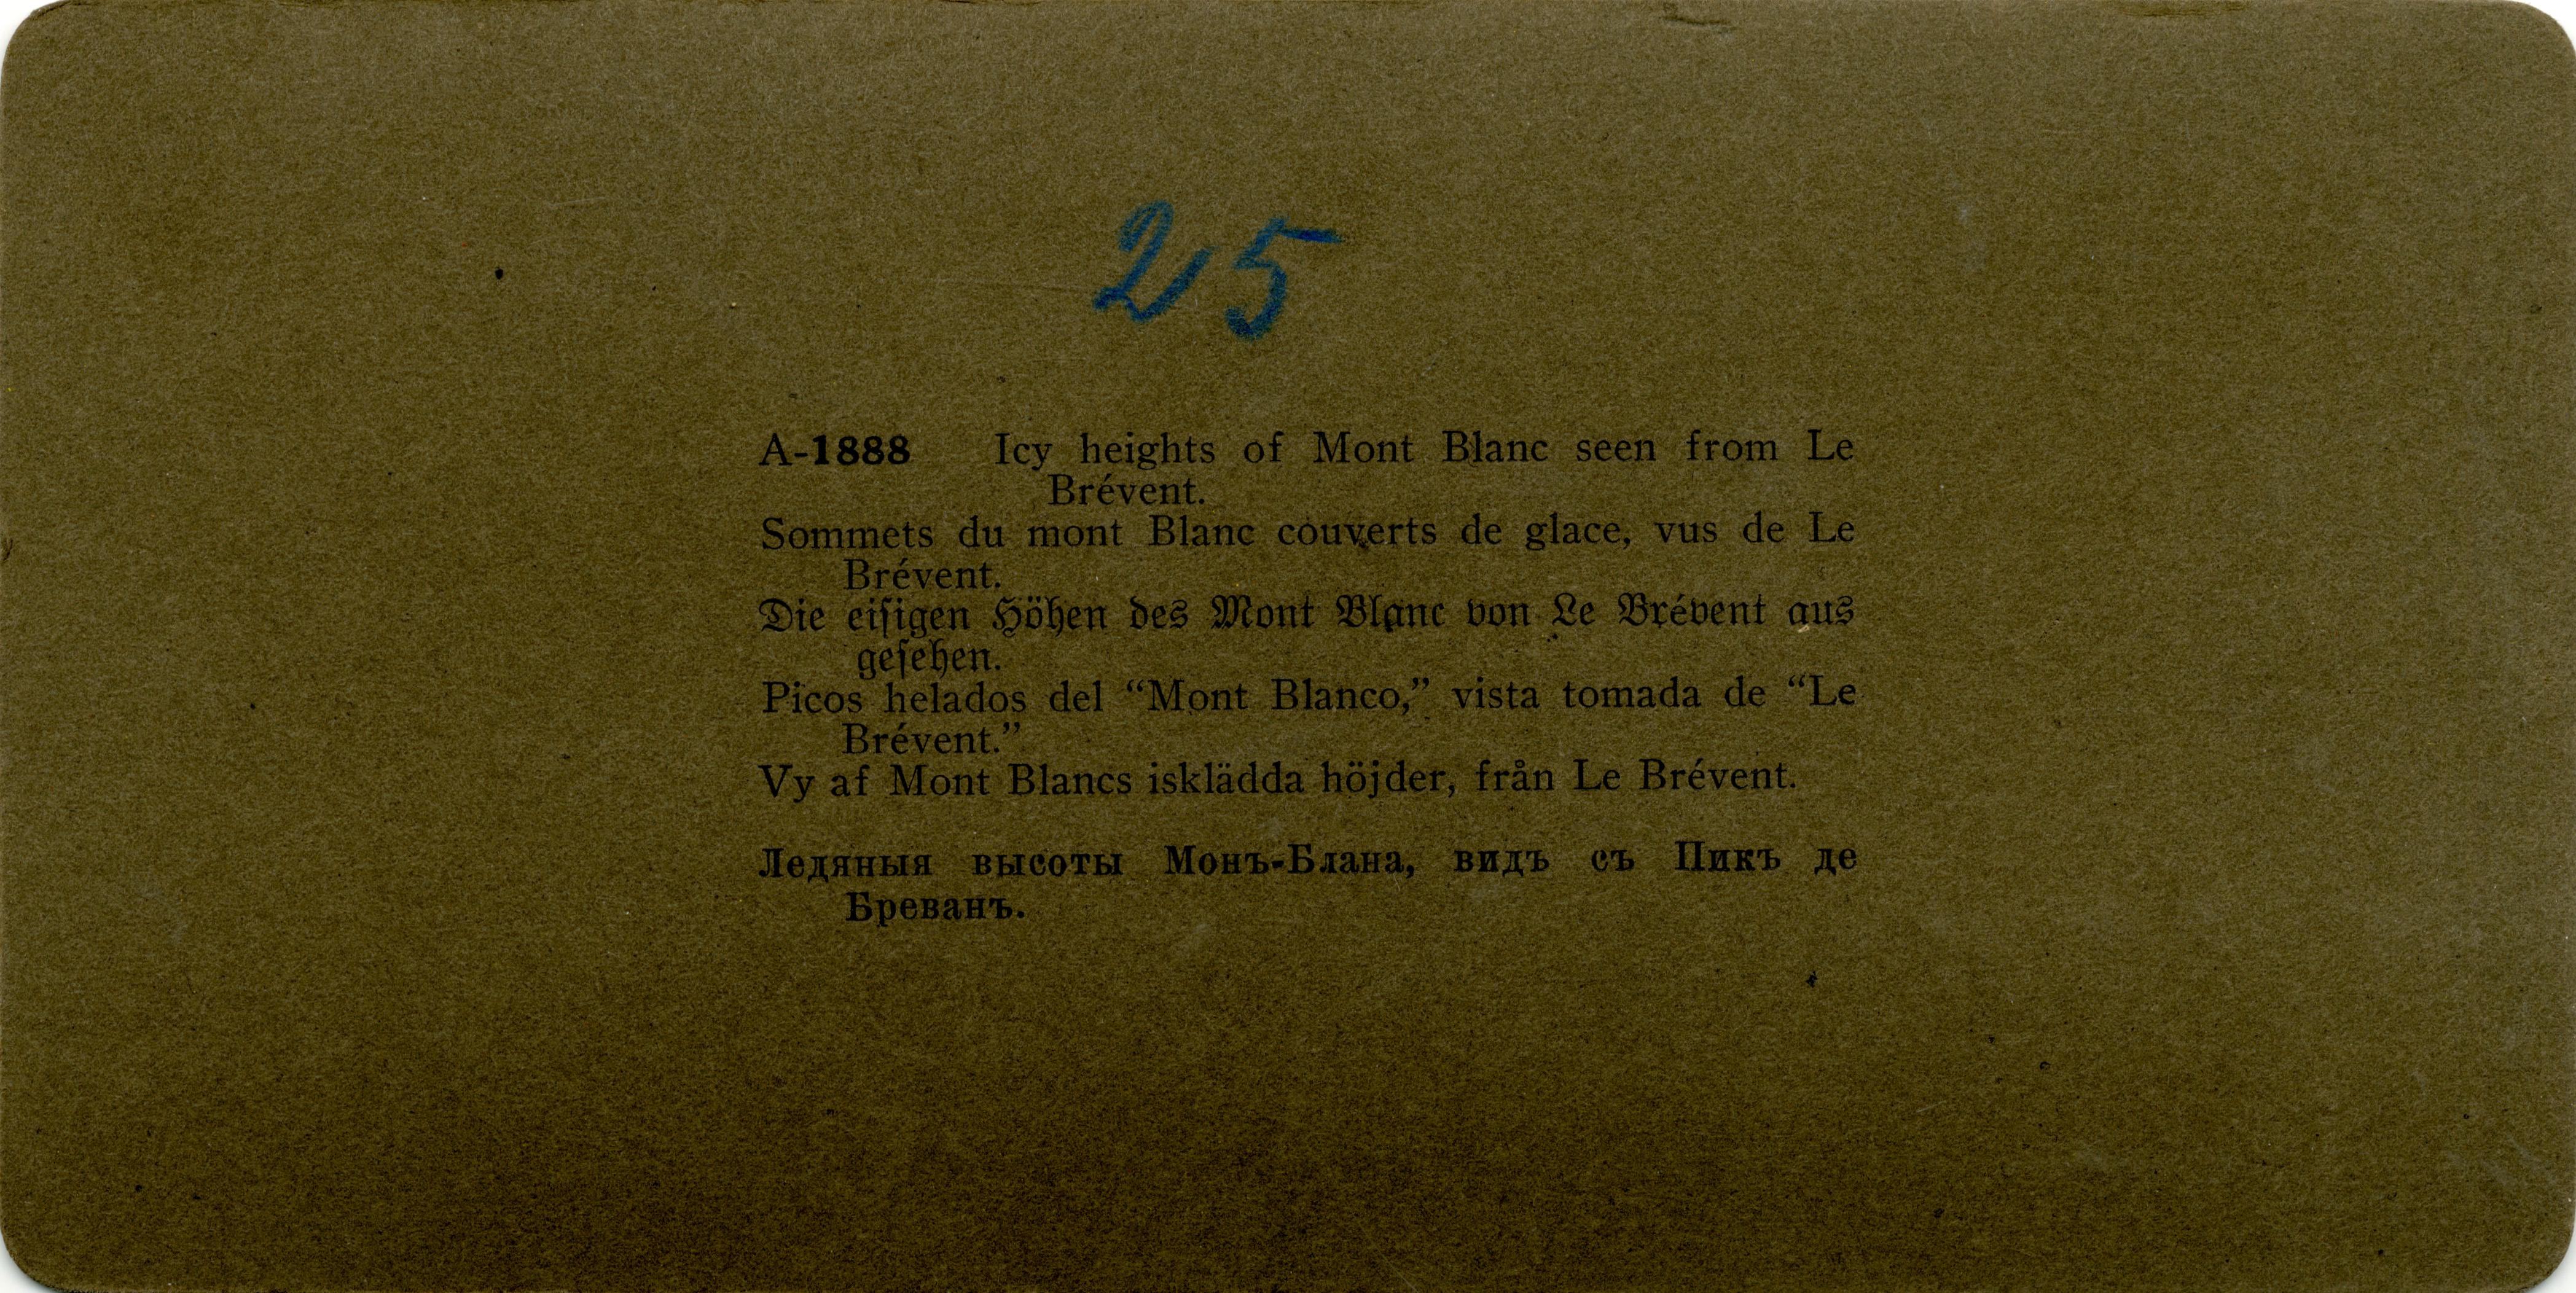 25
A-1888 Icy heights of Mont Blanc seen from Le
Brévent.
Sommets du mont Blanc couverts de glace, vus de Le
Brévent.
Die eiſigen Höhen des Mont Blanc von Le Brévent aus
geſehen.
Picos helados del “Mont Blanco,” vista tomada de “Le
Brévent.”
Vy af Mont Blancs isklädda höjder, från Le Brévent.
Ледяныя высоты Монъ-Блана, видъ съ Пикъ де
Бреванъ.